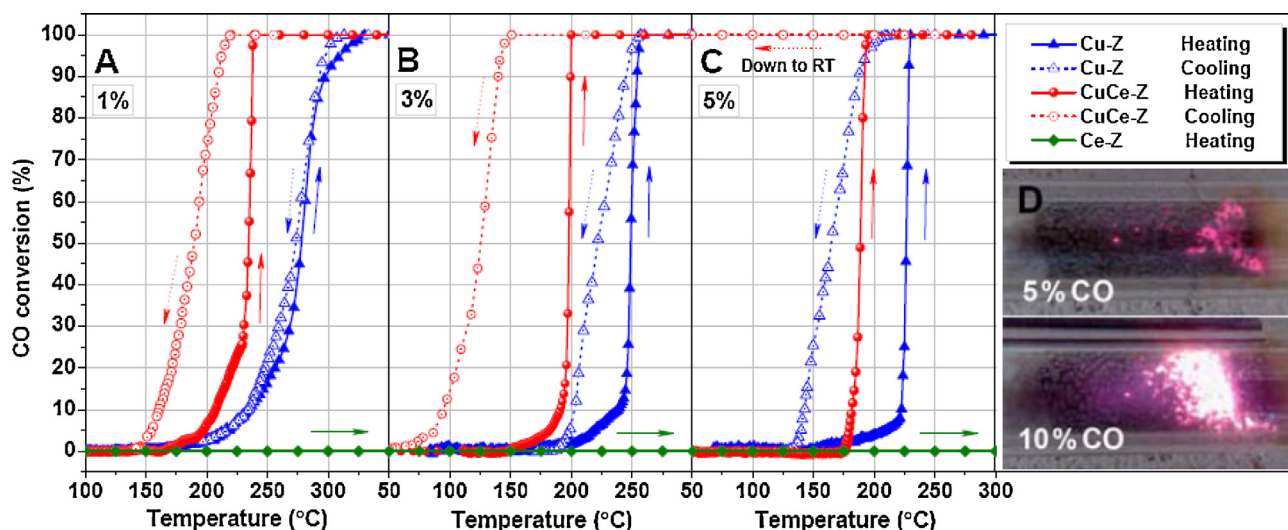 CO conversion (%)
100
90
80
70
60
50
40
30
20
10
0
A
1%
100 150 200 250 300
Temperature (°C)
B
3%
50 100 150 200 250
Temperature (°C)
C
5%
Down to RT
50 100 150 200 250 300
Temperature (°C)
Cu-Z Heating
Cu-Z Cooling
CuCe-Z Heating
CuCe-Z Cooling
Ce-Z Heating
D
5% CO
10% CO